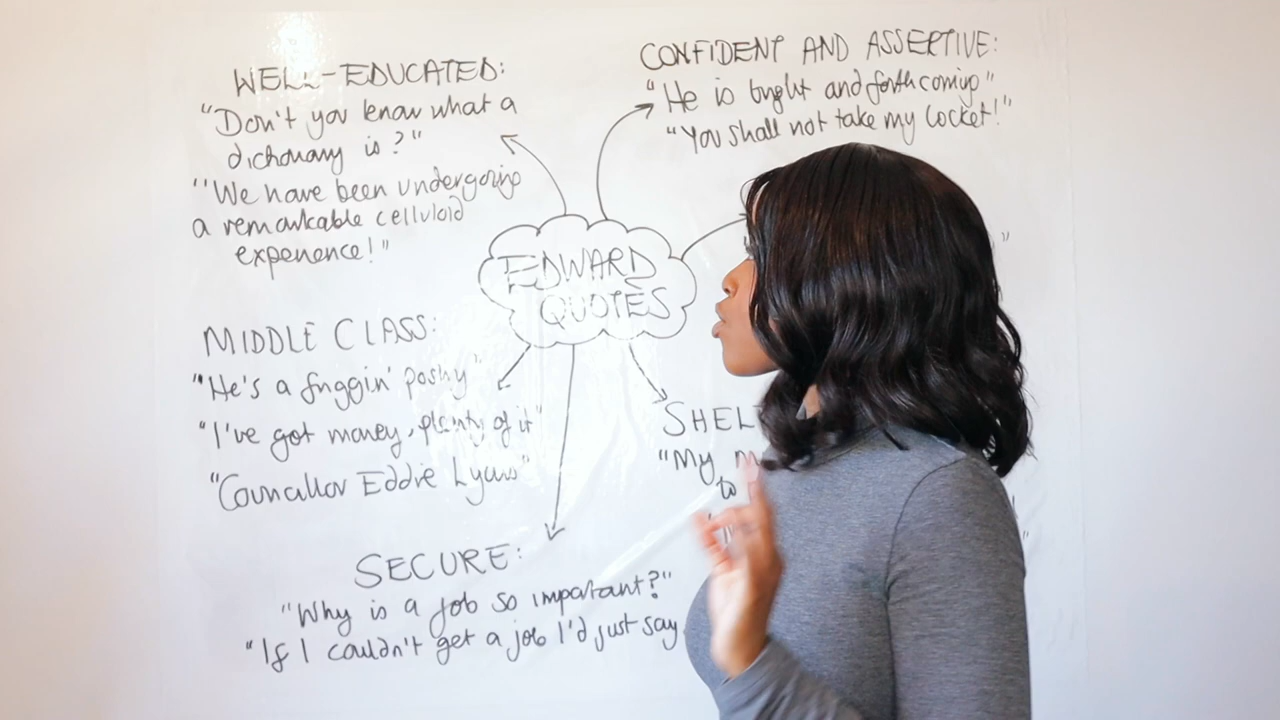 WELL-EDUCATED:
"Don't you know what a
dictionary is?"
"We have been undergoing
a remarkable celluloid
experience!"
CONFIDENT AND ASSERTIVE:
"He is bright and forthcoming"
"You shall not take my locket!"
EDWARD
QUOTES
MIDDLE CLASS:
"He's a friggin' poshy"
"I've got money, plenty of it"
"Councillor Eddie Lyons"
SHEL
"My m
to
SECURE:
"Why is a job so important?"
"If I couldn't get a job I'd just say